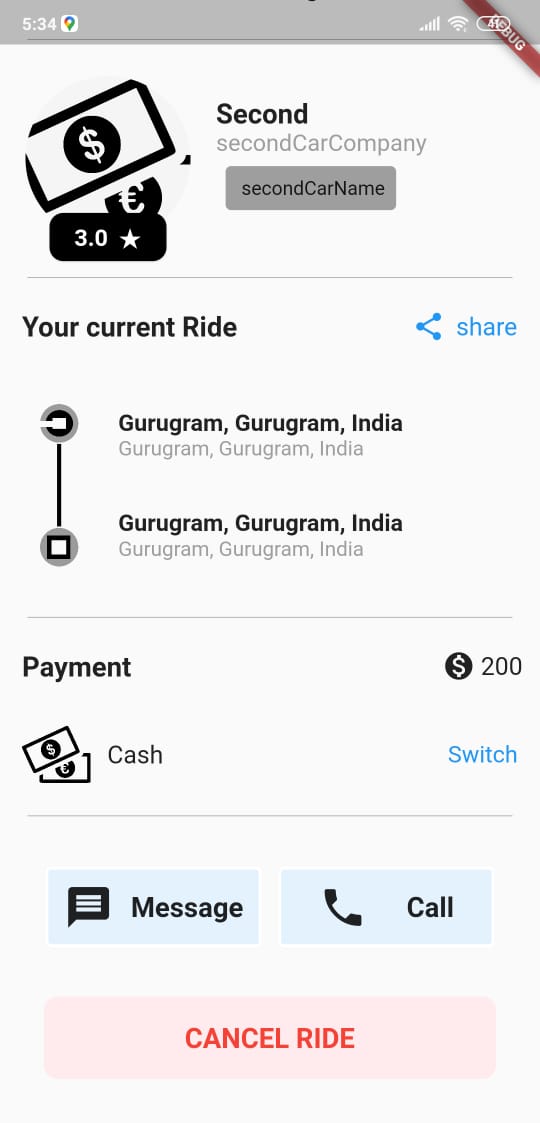 5:34
DEBUG
Second
secondCarCompany
secondCarName
3.0 ★
Your current Ride
share
Gurugram, Gurugram, India
Gurugram, Gurugram, India
Gurugram, Gurugram, India
Gurugram, Gurugram, India
Payment
$ 200
$
€
Cash
Switch
Message
Call
CANCEL RIDE